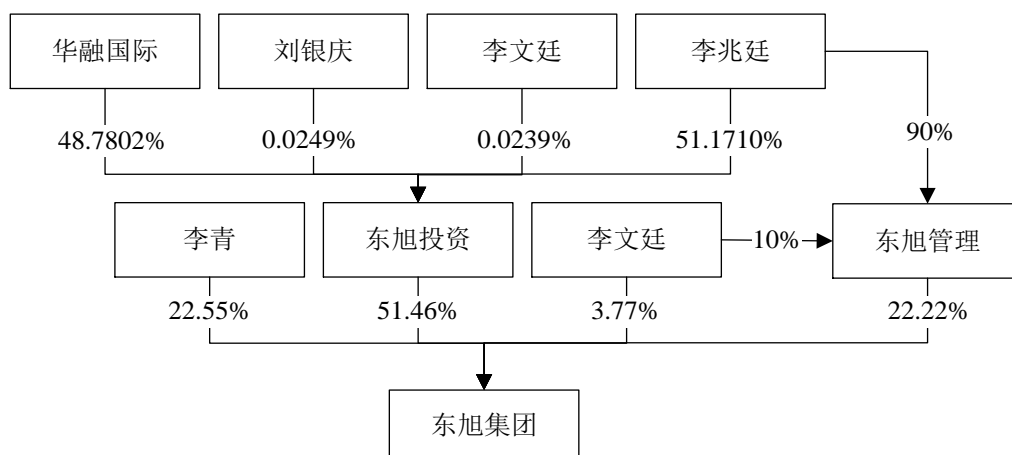 华融国际
刘银庆
李文廷
李兆廷
48.7802%
0.0249%
0.0239%
51.1710%
90%
李青
东旭投资
李文廷
10%
东旭管理
22.55%
51.46%
3.77%
22.22%
东旭集团